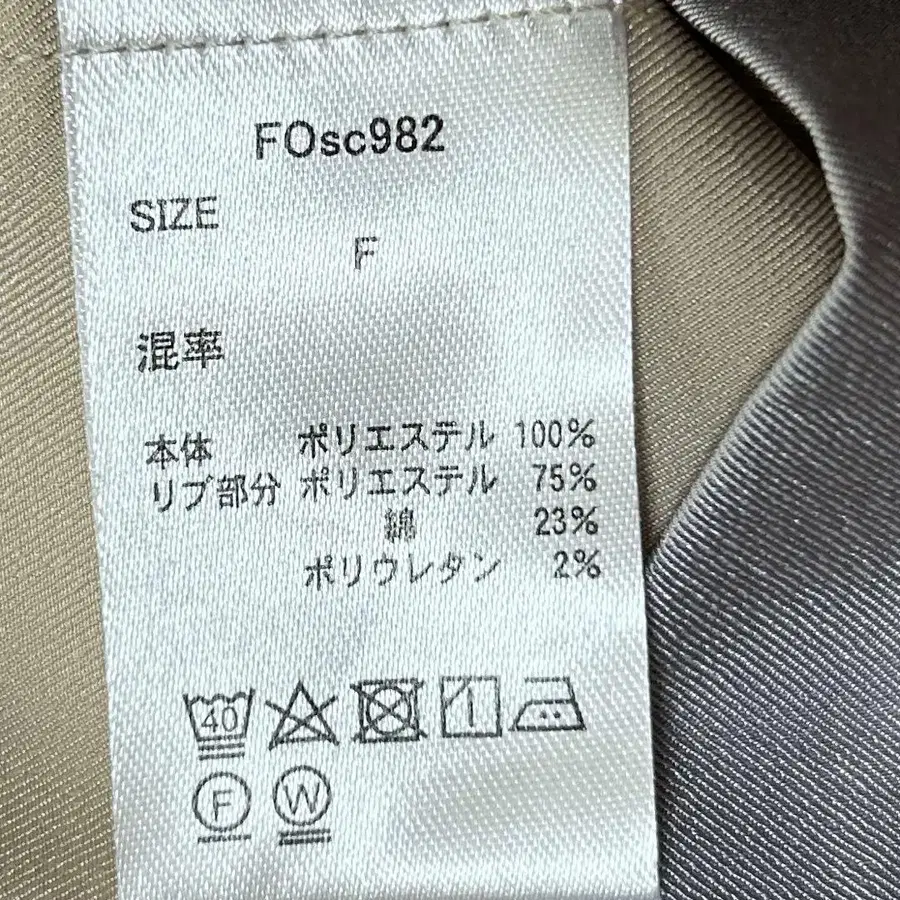 FOsc982
SIZE
F
混率
本体 ポリエステル 100%
リブ部分 ポリエステル 75%
綿 23%
ポリウレタン 2%
40
F W